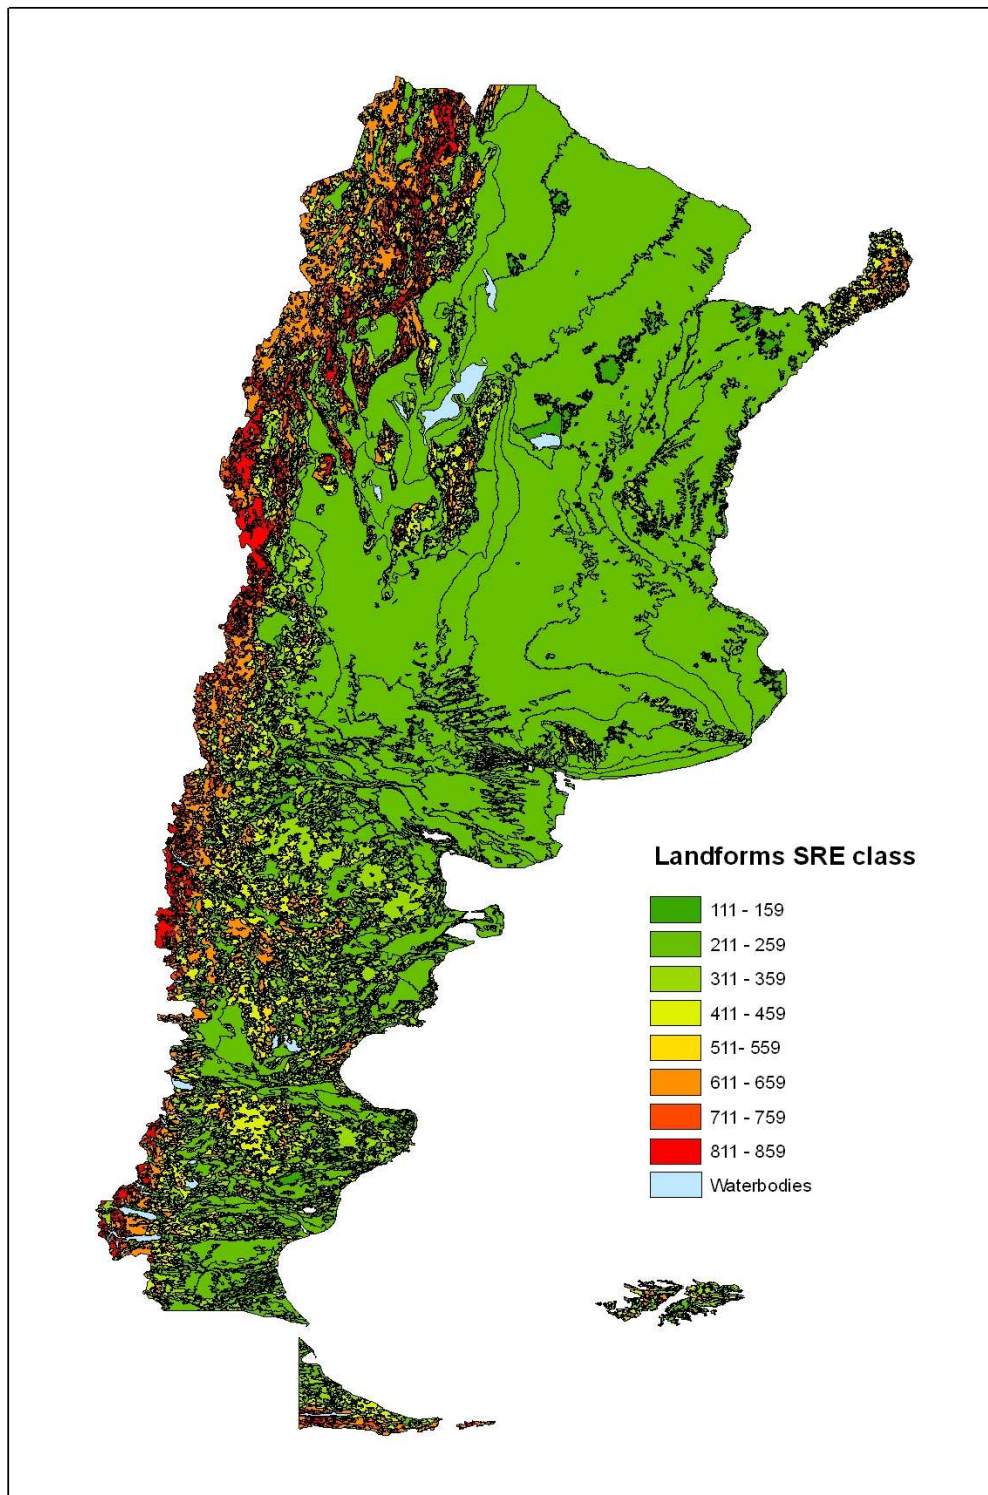 Landforms SRE class
111 - 159
211 - 259
311 - 359
411 - 459
511- 559
611 - 659
711 - 759
811 - 859
Waterbodies